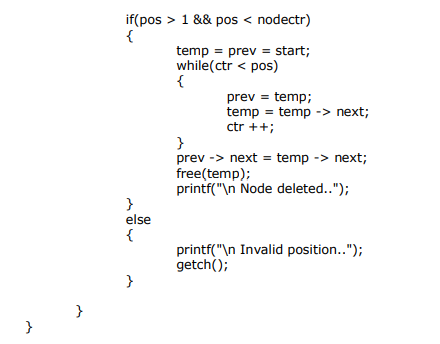 if(pos > 1 && pos < nodectr)
{
temp = prev = start;
while(ctr < pos)
{
prev = temp;
temp = temp -> next;
ctr ++;
}
prev -> next = temp -> next;
free(temp);
printf("\n Node deleted..");
}
else
{
printf("\n Invalid position..");
getch();
}
}
}